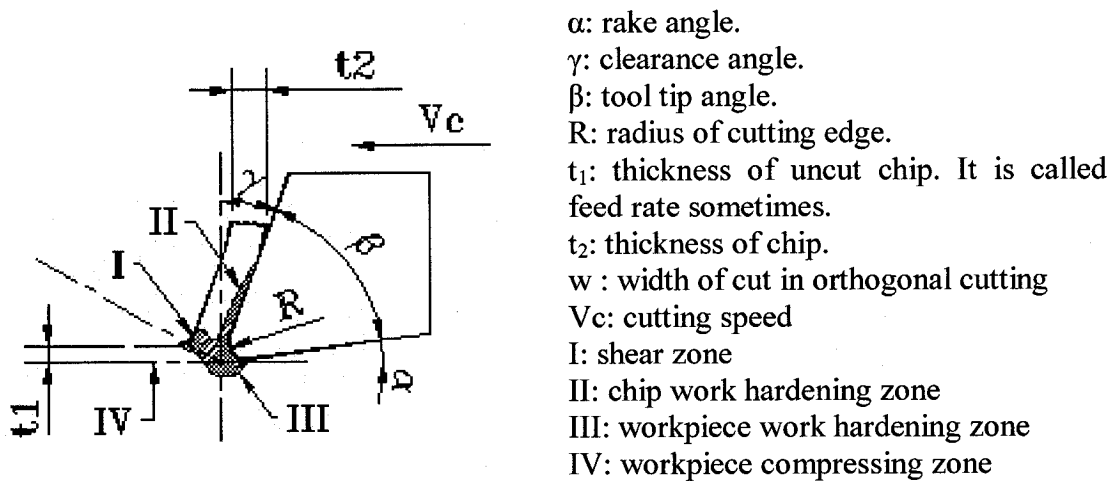 t2
Vc
γ
II
β
I
R
t1
IV
III
α
α: rake angle.
γ: clearance angle.
β: tool tip angle.
R: radius of cutting edge.
t₁: thickness of uncut chip. It is called
feed rate sometimes.
t₂: thickness of chip.
w : width of cut in orthogonal cutting
Vc: cutting speed
I: shear zone
II: chip work hardening zone
III: workpiece work hardening zone
IV: workpiece compressing zone